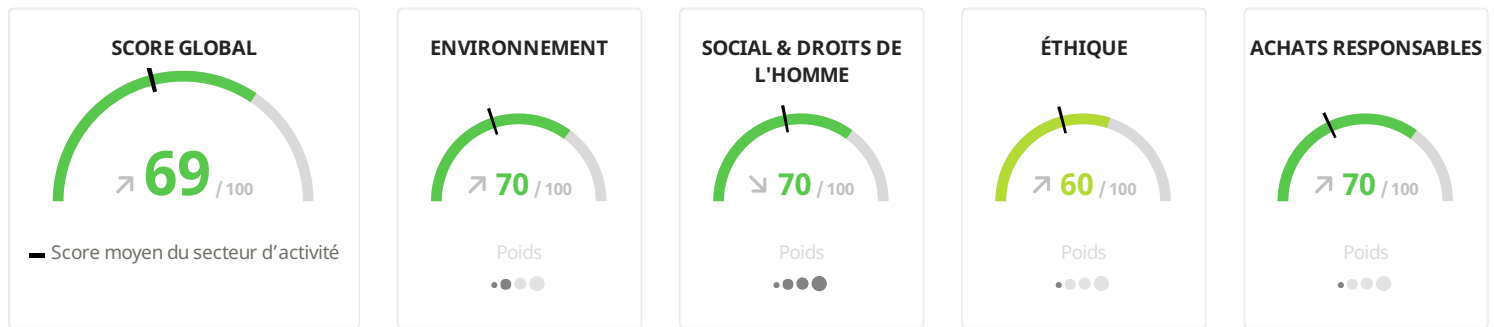 SCORE GLOBAL
69 / 100
Score moyen du secteur d'activité
ENVIRONNEMENT
70 / 100
Poids
SOCIAL & DROITS DE
L'HOMME
70 / 100
Poids
ÉTHIQUE
60 / 100
Poids
ACHATS RESPONSABLES
70 / 100
Poids